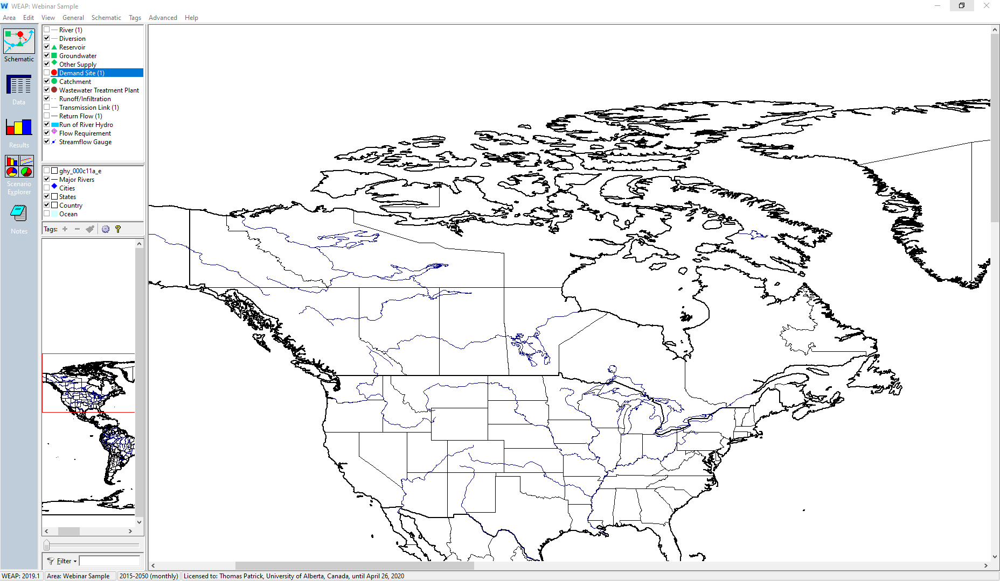 WEAP: Webinar Sample
Area Edit View General Schematic Tags Advanced Help
Schematic
Data
Results
Scenario
Explorer
Notes
River (1)
Diversion
Reservoir
Groundwater
Other Supply
Demand Site (1)
Catchment
Wastewater Treatment Plant
Runoff/Infiltration
Transmission Link (1)
Return Flow (1)
Run of River Hydro
Flow Requirement
Streamflow Gauge
ghy_000c11a_e
Major Rivers
Cities
States
Country
Ocean
Tags:
Filter
WEAP: 2019.1 Area: Webinar Sample 2015-2050 (monthly) Licensed to: Thomas Patrick, University of Alberta, Canada, until April 26, 2020